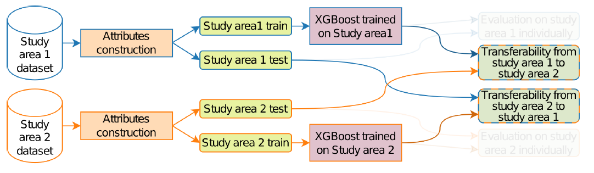 Study
area 1
dataset
Attributes
construction
Study area1 train
Study area 1 test
XGBoost trained
on Study area1
Evaluation on study
area 1 individually
Transferability from
study area 1 to
study area 2
Study
area 2
dataset
Attributes
construction
Study area 2 test
Study area 2 train
XGBoost trained
on Study area 2
Transferability from
study area 2 to
study area 1
Evaluation on study
area 2 individually